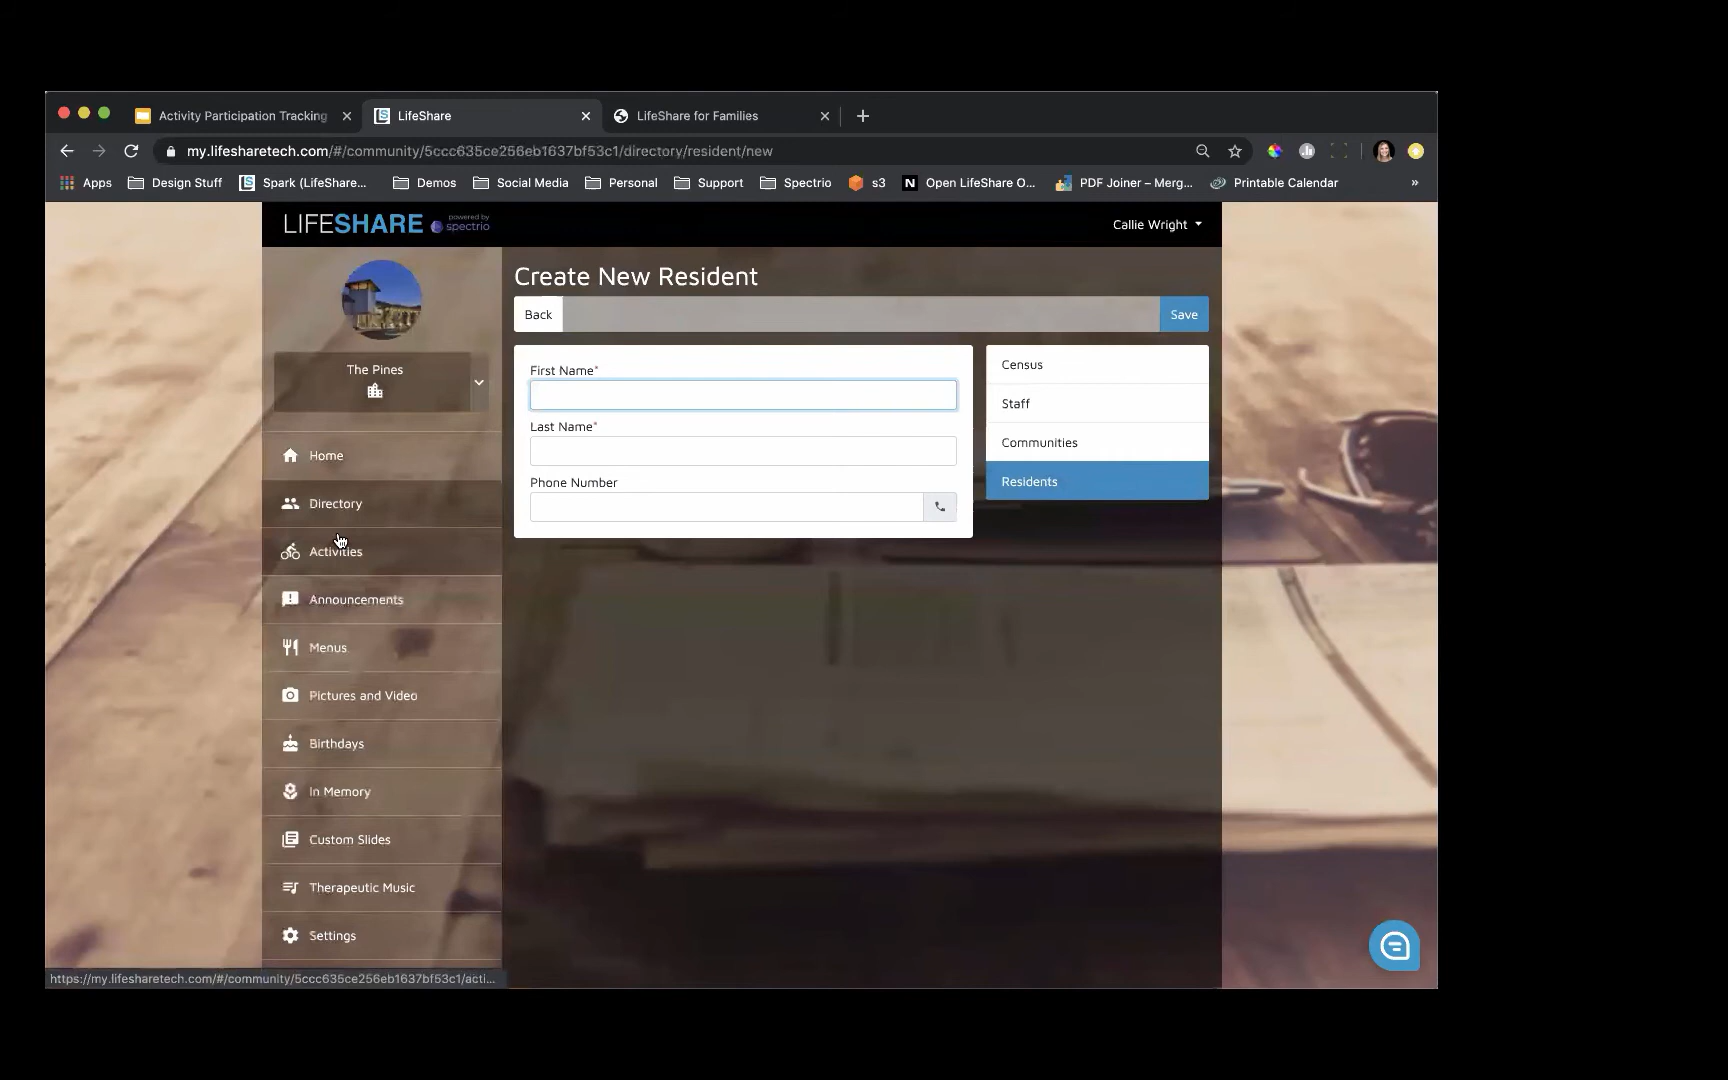 Activity Participation Tracking
LifeShare
LifeShare for Families
my.lifesharetech.com/#/community/5ccc635ce256eb1637bf53c1/directory/resident/new
Apps
Design Stuff
Spark (LifeShare...
Demos
Social Media
Personal
Support
Spectrio
s3
Open LifeShare O...
PDF Joiner – Merg...
Printable Calendar
»
LIFESHARE
powered by
spectrio
Callie Wright
The Pines
Home
Directory
Activities
Announcements
Menus
Pictures and Video
Birthdays
In Memory
Custom Slides
Therapeutic Music
Settings
Create New Resident
Back
Save
First Name*
Last Name*
Phone Number
Census
Staff
Communities
Residents
https://my.lifesharetech.com/#/community/5ccc635ce256eb1637bf53c1/acti...